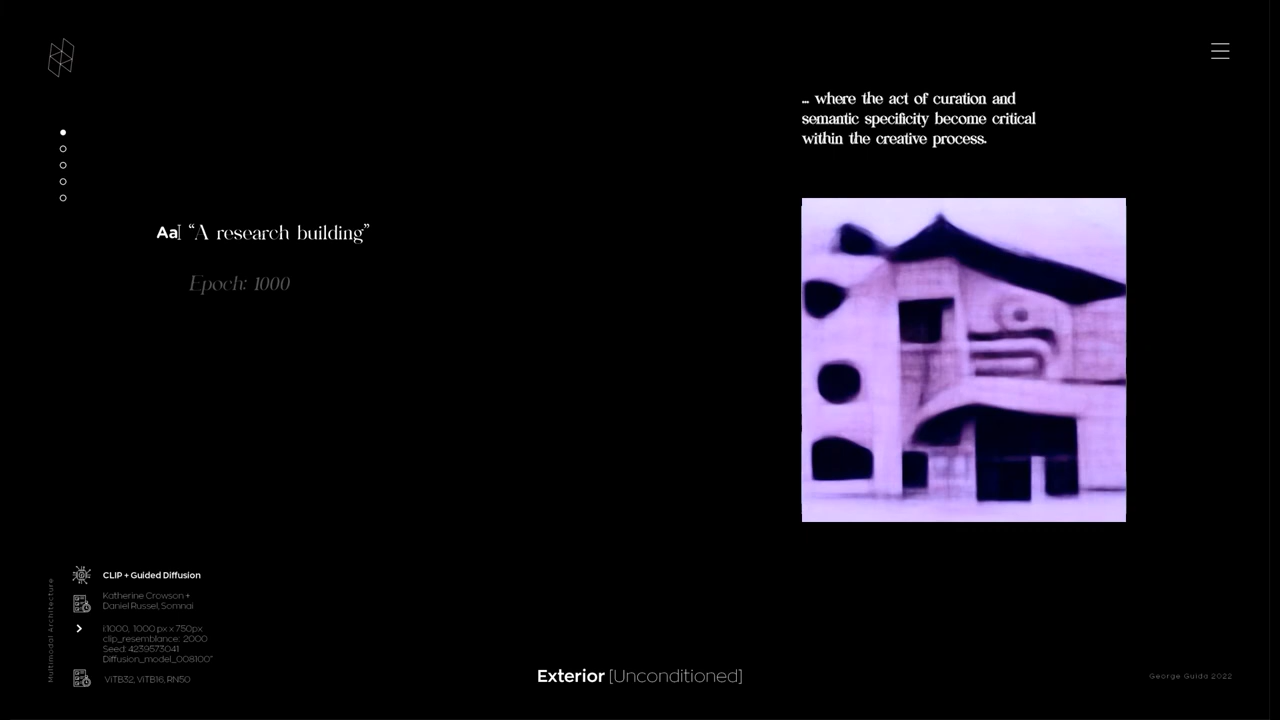 ... where the act of curation and
semantic specificity become critical
within the creative process.
Aa| “A research building”
Epoch: 1000
Multimodal Architecture
CLIP + Guided Diffusion
Katherine Crowson +
Daniel Russel, Somnai
i:1000, 1000 px x 750px
clip_resemblance: 2000
Seed: 4239573041
Diffusion_model_008100"
ViTB32, ViTB16, RN50
Exterior [Unconditioned]
George Guida 2022